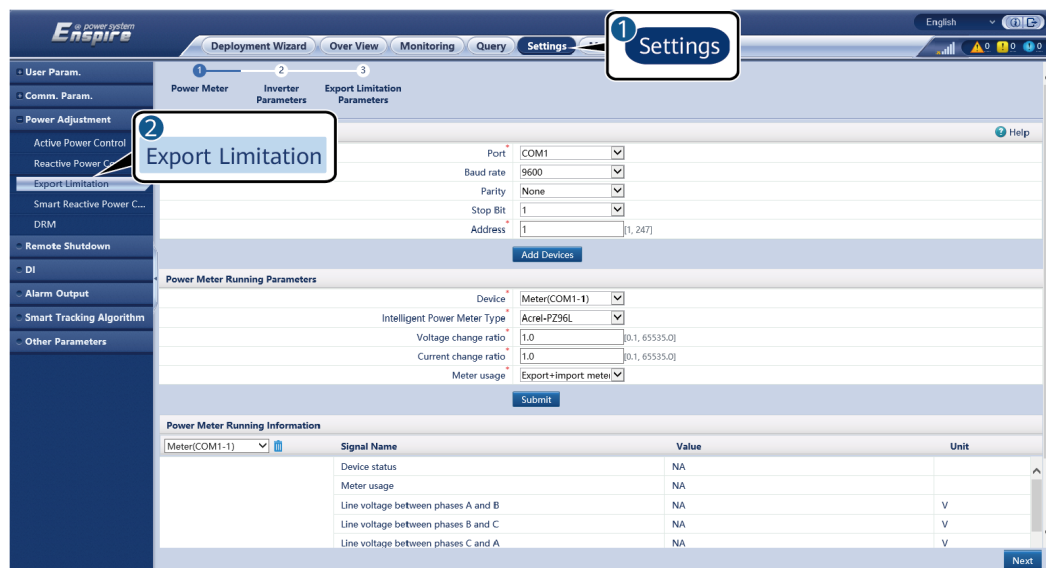 e power system
Enspire
English
Deployment Wizard
Over View
Monitoring
Query
Settings
1
Settings
0
0
0
User Param.
Comm. Param.
Power Adjustment
Active Power Control
Reactive Power Co
Export Limitation
Smart Reactive Power C...
DRM
Remote Shutdown
DI
Alarm Output
Smart Tracking Algorithm
Other Parameters
2
Export Limitation
1 2 3
Power Meter
Inverter Parameters
Export Limitation Parameters
Help
Port* COM1
Baud rate 9600
Parity None
Stop Bit 1
Address* 1 [1, 247]
Add Devices
Power Meter Running Parameters
Device* Meter(COM1-1)
Intelligent Power Meter Type* Acrel-PZ96L
Voltage change ratio* 1.0 [0.1, 65535.0]
Current change ratio* 1.0 [0.1, 65535.0]
Meter usage* Export+import meter
Submit
Power Meter Running Information
Meter(COM1-1) Signal Name Value Unit
Device status NA
Meter usage NA
Line voltage between phases A and B NA V
Line voltage between phases B and C NA V
Line voltage between phases C and A NA V
Next